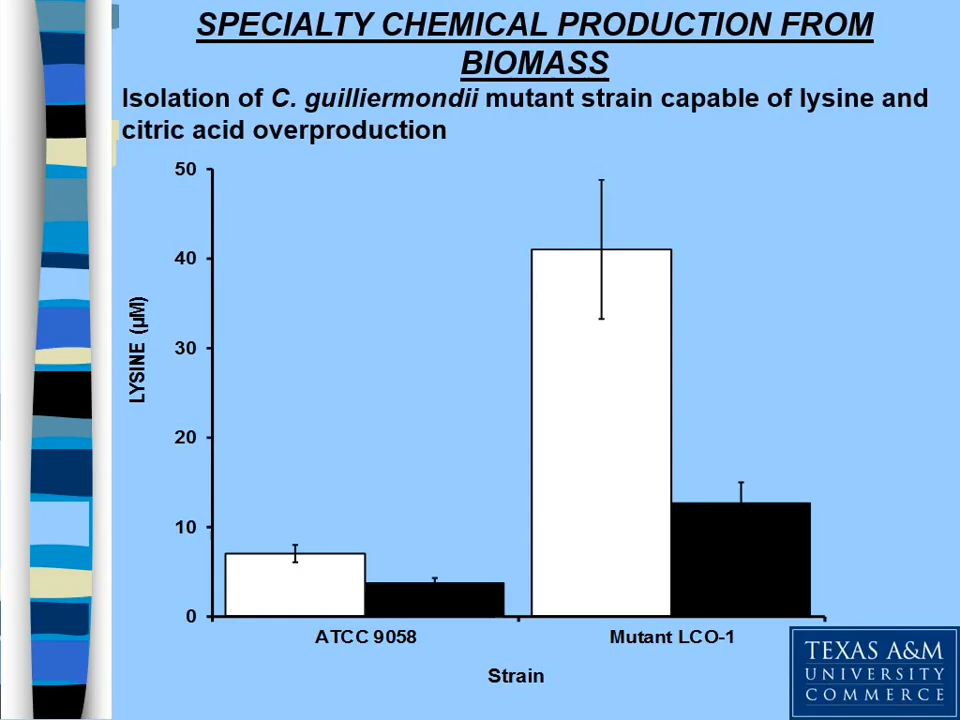 SPECIALTY CHEMICAL PRODUCTION FROM
BIOMASS
Isolation of C. guilliermondii mutant strain capable of lysine and
citric acid overproduction
50
40
30
20
10
0
LYSINE (µM)
ATCC 9058
Mutant LCO-1
Strain
TEXAS A&M
UNIVERSITY
COMMERCE